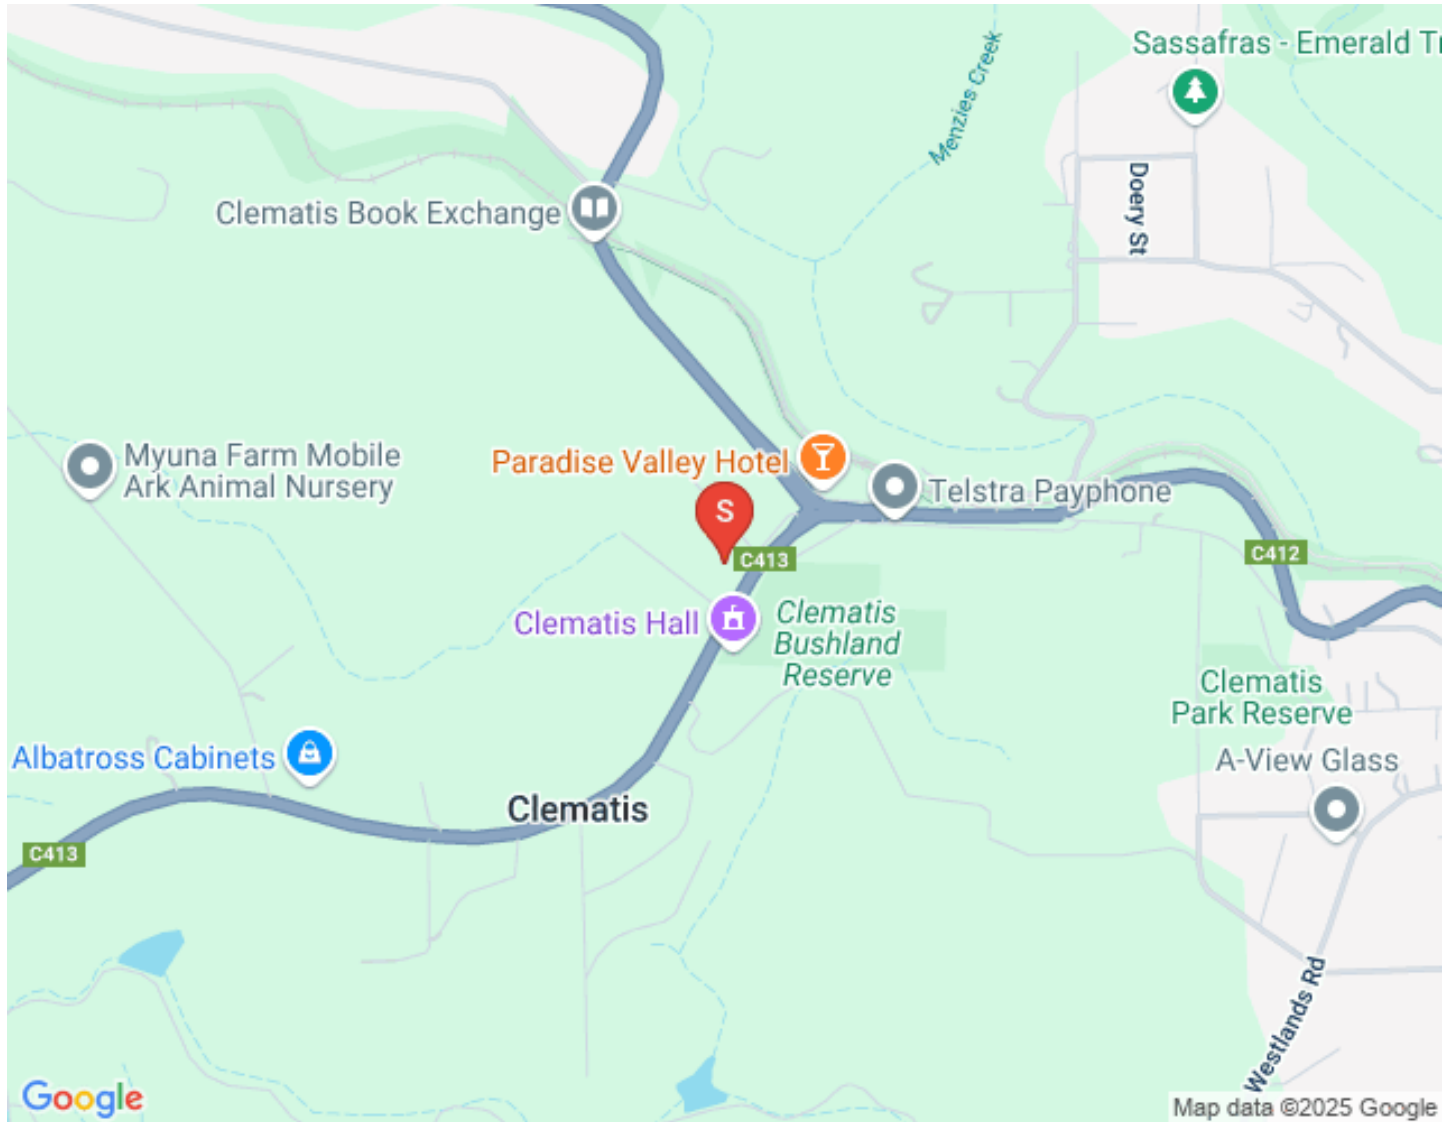 Sassafras - Emerald Tr
Menzies Creek
Doery St
Clematis Book Exchange
Myuna Farm Mobile
Ark Animal Nursery
Paradise Valley Hotel
Telstra Payphone
S
C413
C412
Clematis Hall
Clematis
Bushland
Reserve
Clematis
Park Reserve
Albatross Cabinets
A-View Glass
Clematis
C413
Westlands Rd
Google
Map data ©2025 Google